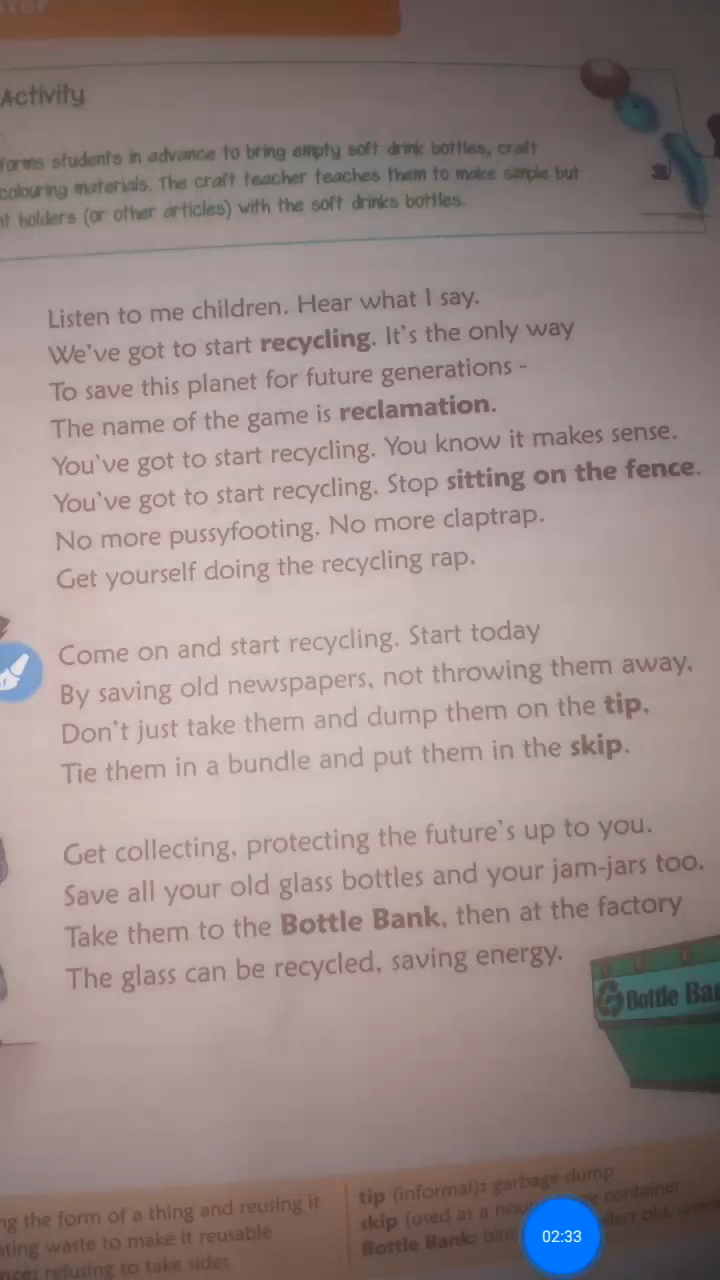 Activity
forms students in advance to bring empty soft drink bottles, craft
colouring materials. The craft teacher teaches them to make simple but
nt holders (or other articles) with the soft drinks bottles.
Listen to me children. Hear what I say.
We've got to start recycling. It's the only way
To save this planet for future generations -
The name of the game is reclamation.
You've got to start recycling. You know it makes sense.
You've got to start recycling. Stop sitting on the fence.
No more pussyfooting. No more claptrap.
Get yourself doing the recycling rap.
Come on and start recycling. Start today
By saving old newspapers, not throwing them away,
Don't just take them and dump them on the tip,
Tie them in a bundle and put them in the skip.
Get collecting, protecting the future's up to you.
Save all your old glass bottles and your jam-jars too.
Take them to the Bottle Bank, then at the factory
The glass can be recycled, saving energy.
Bottle Ba
ng the form of a thing and reusing it
ting waste to make it reusable
refusing to take sides
tip (informal): garbage dump
skip (used as a container
Bottle Bank: bins old,
02:33